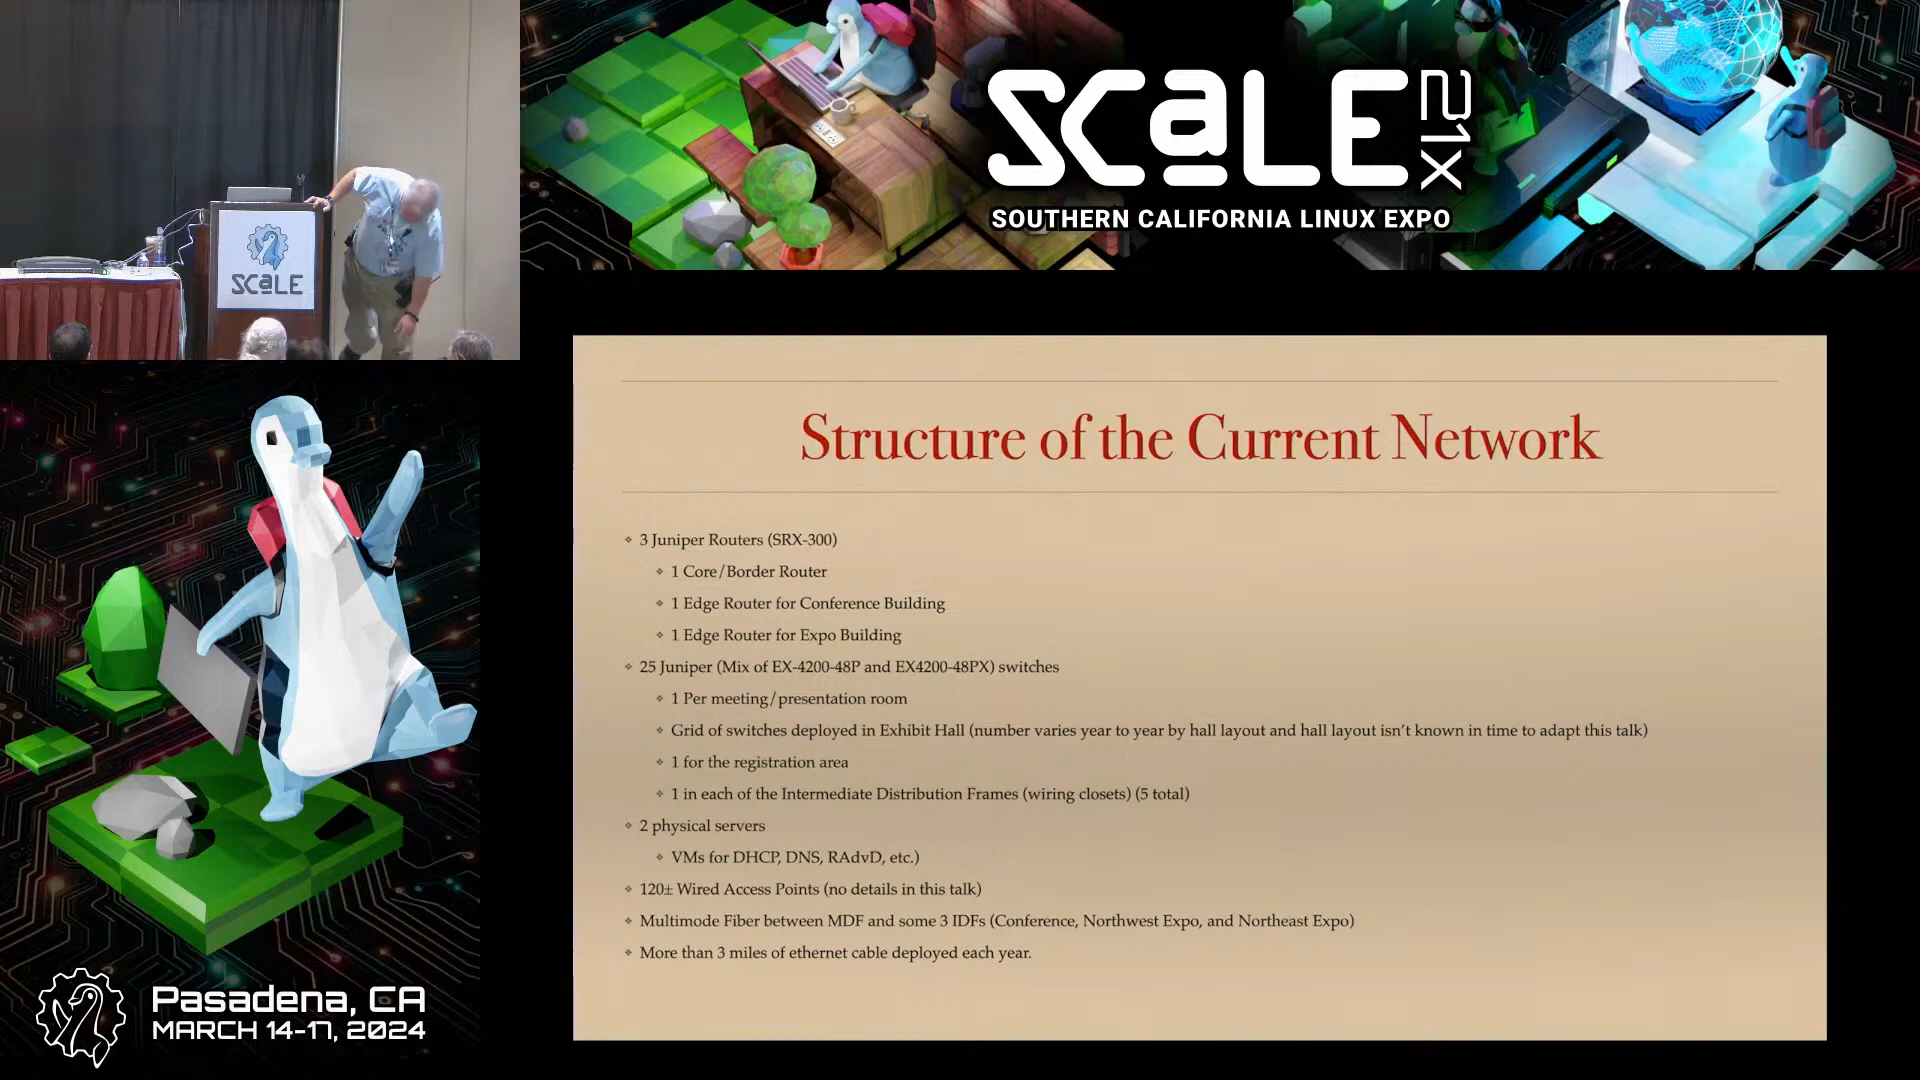 SCALE 21X
SOUTHERN CALIFORNIA LINUX EXPO
SCALE
Structure of the Current Network
3 Juniper Routers (SRX-300)
1 Core/Border Router
1 Edge Router for Conference Building
1 Edge Router for Expo Building
25 Juniper (Mix of EX-4200-48P and EX4200-48PX) switches
1 Per meeting/presentation room
Grid of switches deployed in Exhibit Hall (number varies year to year by hall layout and hall layout isn't known in time to adapt this talk)
1 for the registration area
1 in each of the Intermediate Distribution Frames (wiring closets) (5 total)
2 physical servers
VMs for DHCP, DNS, RAdvD, etc.)
120± Wired Access Points (no details in this talk)
Multimode Fiber between MDF and some 3 IDFs (Conference, Northwest Expo, and Northeast Expo)
More than 3 miles of ethernet cable deployed each year.
Pasadena, CA
MARCH 14-17, 2024